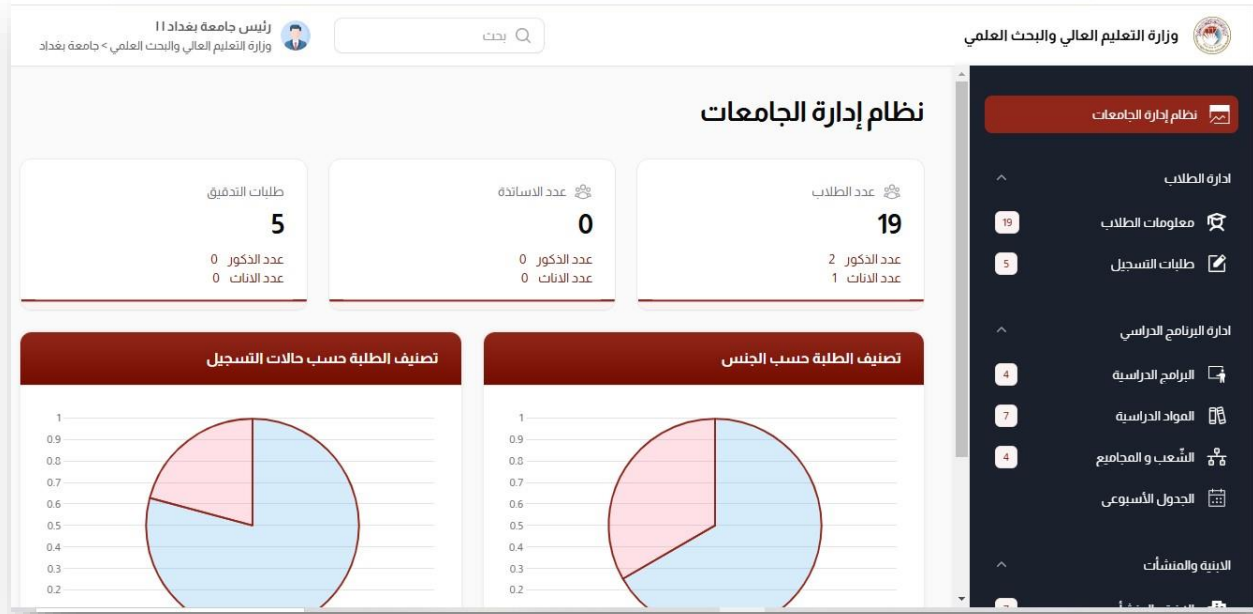 وزارة التعليم العالي والبحث العلمي
بحث
رئيس جامعة بغداد ا ا
وزارة التعليم العالي والبحث العلمي > جامعة بغداد
نظام إدارة الجامعات
ادارة الطلاب
معلومات الطلاب 19
طلبات التسجيل 5
ادارة البرنامج الدراسي
البرامج الدراسية 4
المواد الدراسية 7
الشّعب و المجاميع 4
الجدول الأسبوعي
الابنية والمنشأت
نظام إدارة الجامعات
عدد الطلاب
19
عدد الذكور 2
عدد الاناث 1
عدد الاساتذة
0
عدد الذكور 0
عدد الاناث 0
طلبات التدقيق
5
عدد الذكور 0
عدد الاناث 0
تصنيف الطلبة حسب الجنس
1
0.9
0.8
0.7
0.6
0.5
0.4
0.3
0.2
تصنيف الطلبة حسب حالات التسجيل
1
0.9
0.8
0.7
0.6
0.5
0.4
0.3
0.2